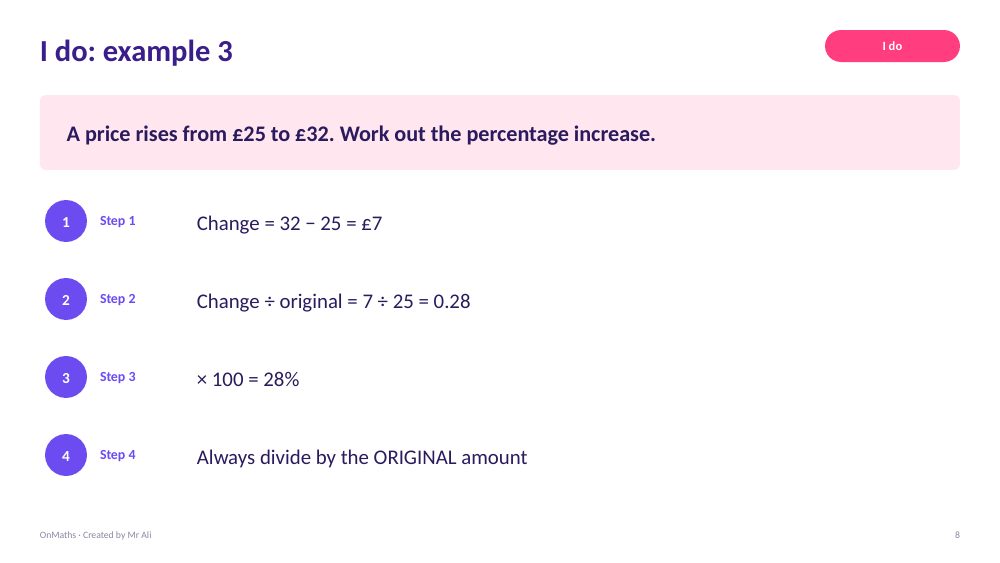 I do: example 3
I do
A price rises from £25 to £32. Work out the percentage increase.
1 Step 1 Change = 32 − 25 = £7
2 Step 2 Change ÷ original = 7 ÷ 25 = 0.28
3 Step 3 × 100 = 28%
4 Step 4 Always divide by the ORIGINAL amount
OnMaths · Created by Mr Ali 8